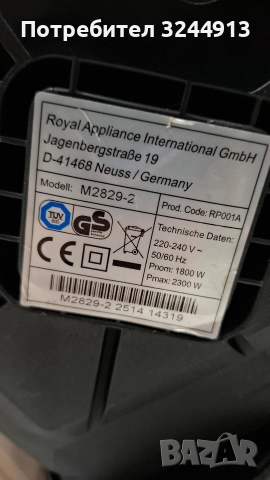 Потребител 3244913
Royal Appliance International GmbH
Jagenbergstraße 19
D-41468 Neuss / Germany
Modell: M2829-2
Prod. Code: RP001A
TÜV
GS
Technische Daten:
220-240 V ~
50/60 Hz
Pnom: 1800 W
Pmax: 2300 W
CE
M2829-2 2514 14319
BAZAR
.bg